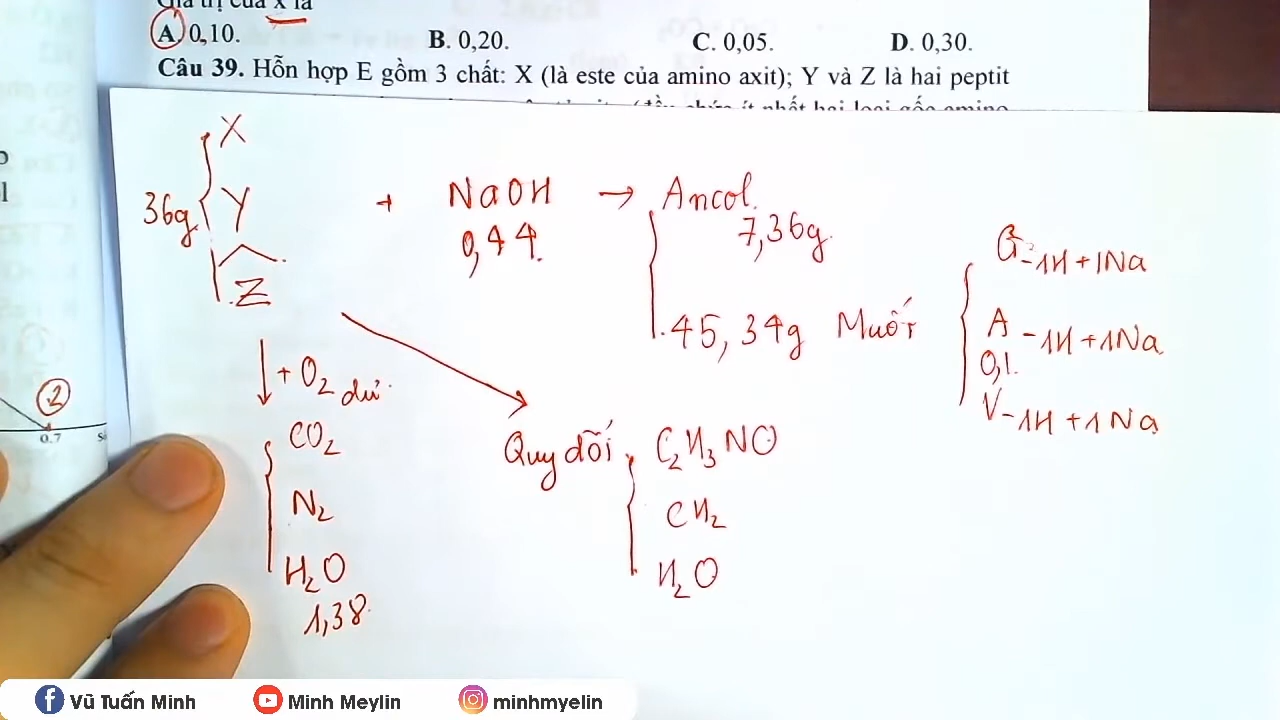 Giá trị của x là
A. 0,10. B. 0,20. C. 0,05. D. 0,30.
Câu 39. Hỗn hợp E gồm 3 chất: X (là este của amino axit); Y và Z là hai peptit
X
36g Y + NaOH → Ancol
0,44 7,36g
Z
45,34g Muối
G -1H + 1Na
A -1H + 1Na
0,1
V -1H + 1Na
↓ + O2 dư
CO2
N2
H2O
1,38
Quy đổi C2H3NO
CH2
H2O
2
0.7
Vũ Tuấn Minh Minh Meylin minhmyelin